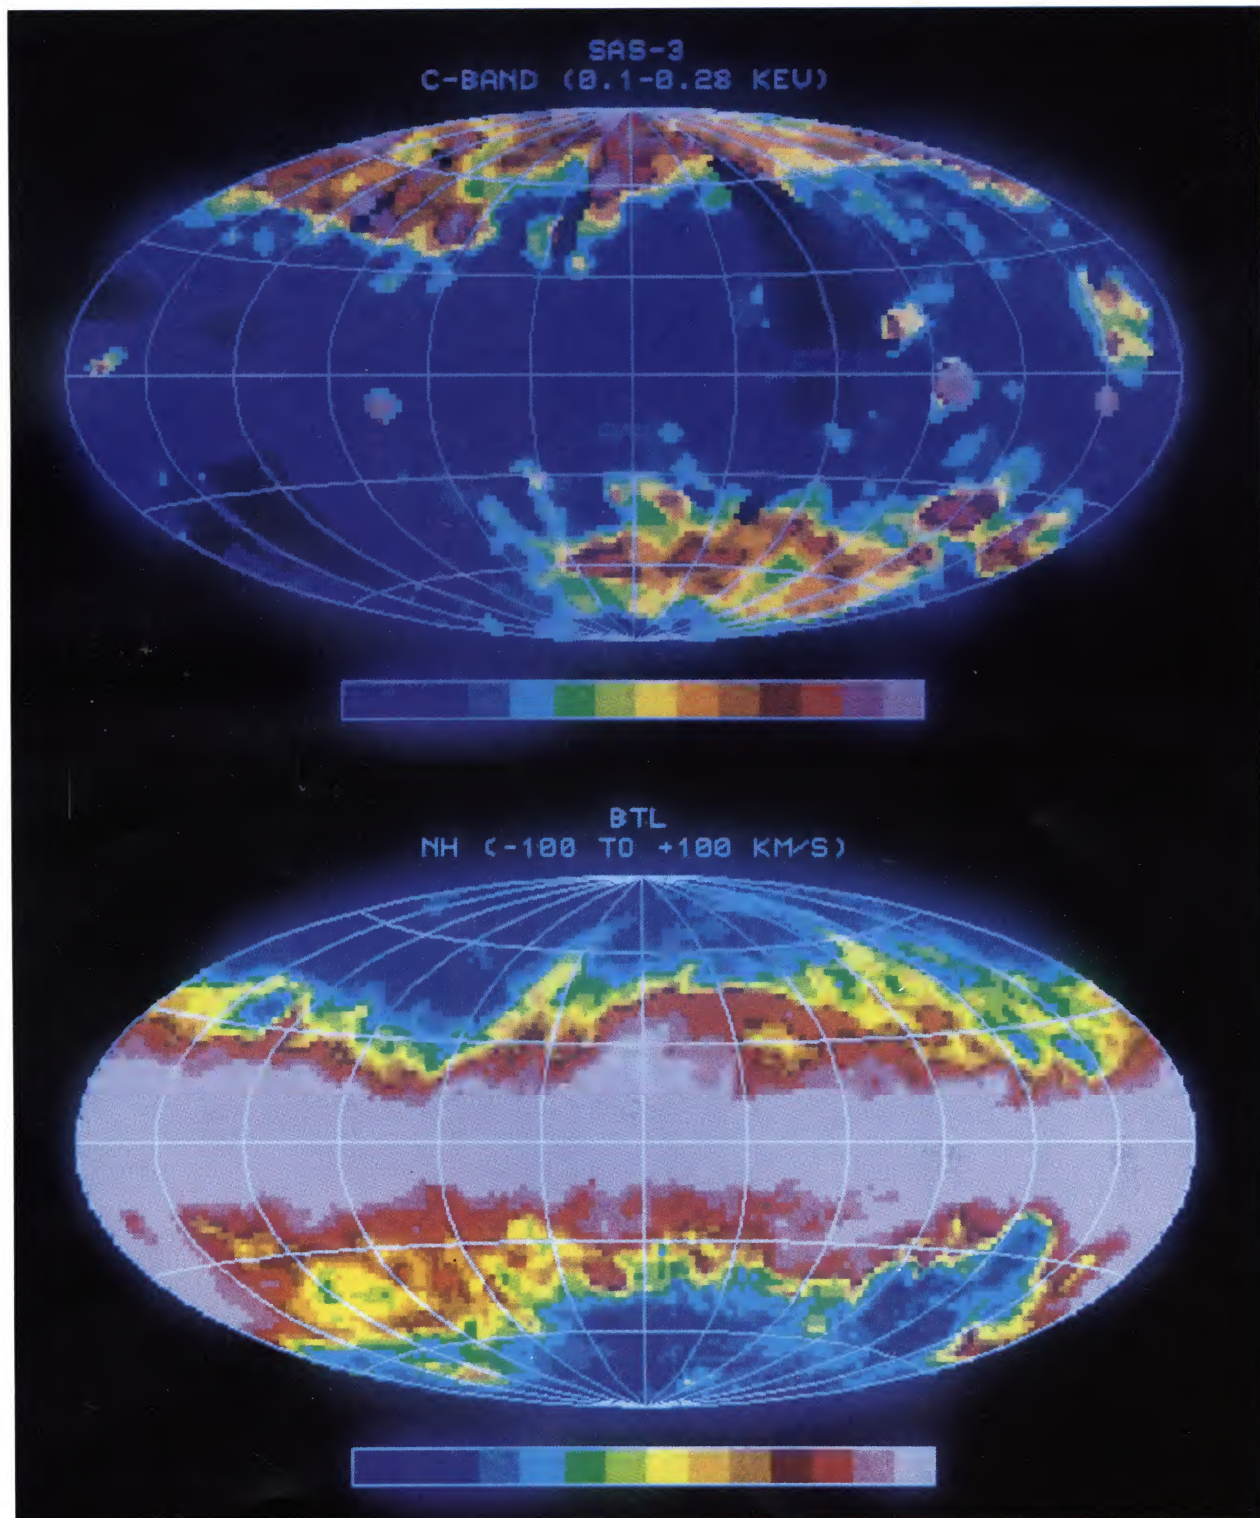 SAS-3
C-BAND (0.1-0.28 KEV)
BTL
NH (-100 TO +100 KM/S)